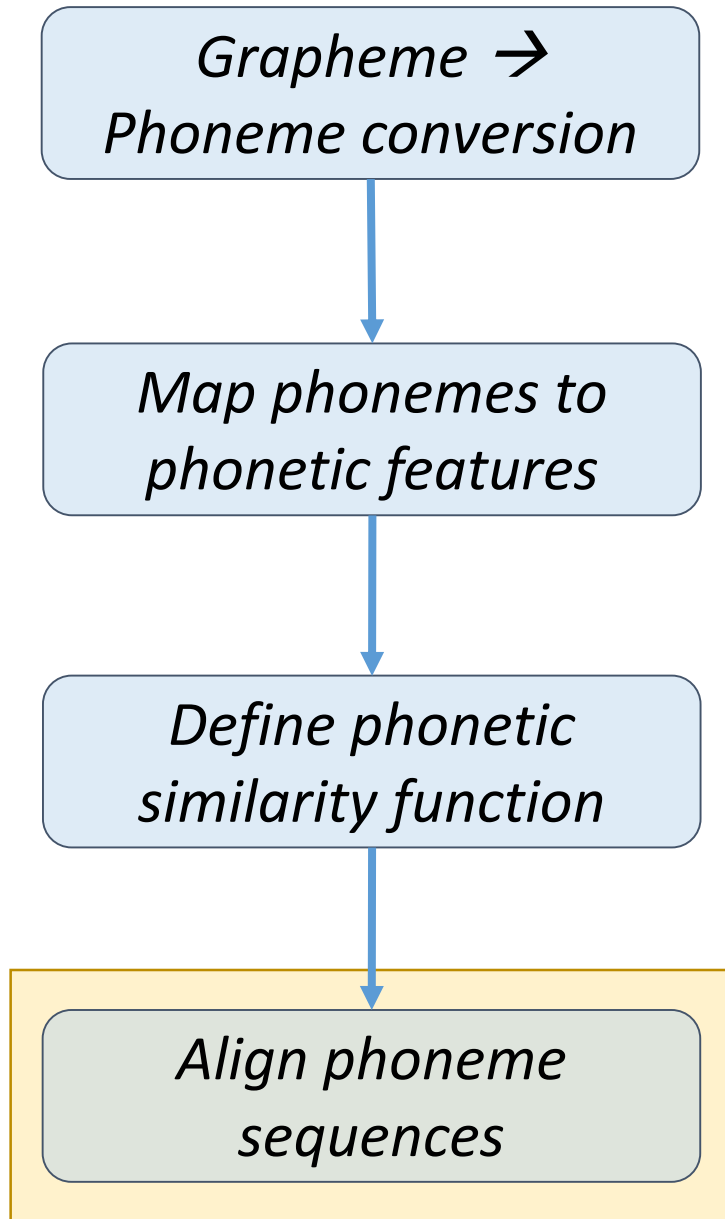 Grapheme →
Phoneme conversion
Map phonemes to
phonetic features
Define phonetic
similarity function
Align phoneme
sequences